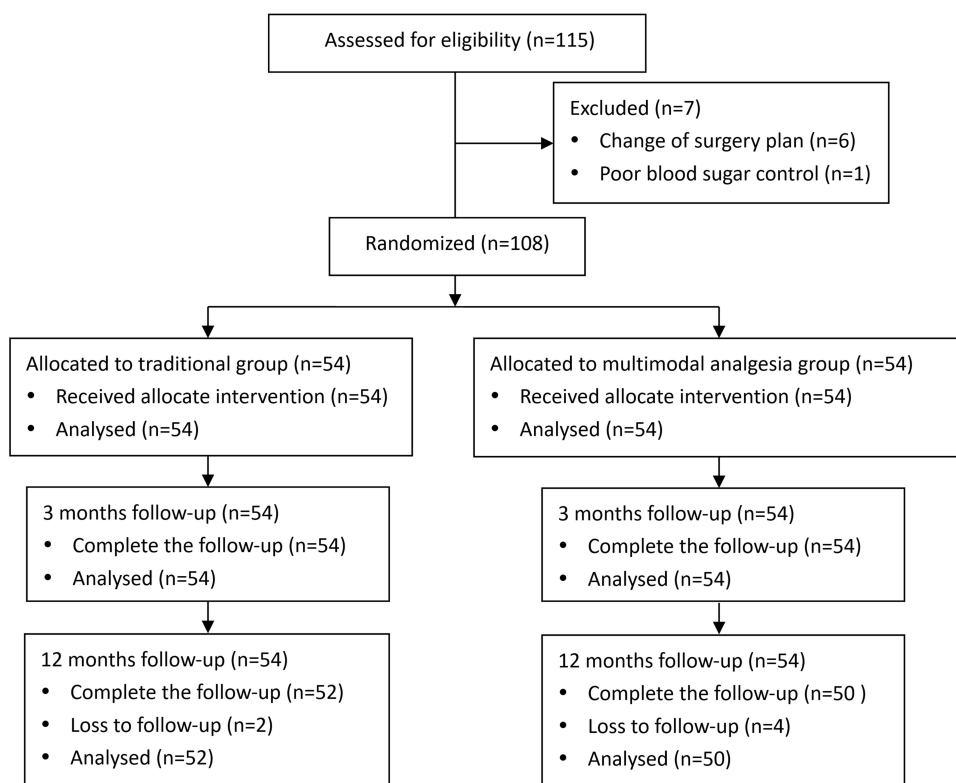 Assessed for eligibility (n=115)
Excluded (n=7)
• Change of surgery plan (n=6)
• Poor blood sugar control (n=1)
Randomized (n=108)
Allocated to traditional group (n=54)
• Received allocate intervention (n=54)
• Analysed (n=54)
Allocated to multimodal analgesia group (n=54)
• Received allocate intervention (n=54)
• Analysed (n=54)
3 months follow-up (n=54)
• Complete the follow-up (n=54)
• Analysed (n=54)
3 months follow-up (n=54)
• Complete the follow-up (n=54)
• Analysed (n=54)
12 months follow-up (n=54)
• Complete the follow-up (n=52)
• Loss to follow-up (n=2)
• Analysed (n=52)
12 months follow-up (n=54)
• Complete the follow-up (n=50 )
• Loss to follow-up (n=4)
• Analysed (n=50)